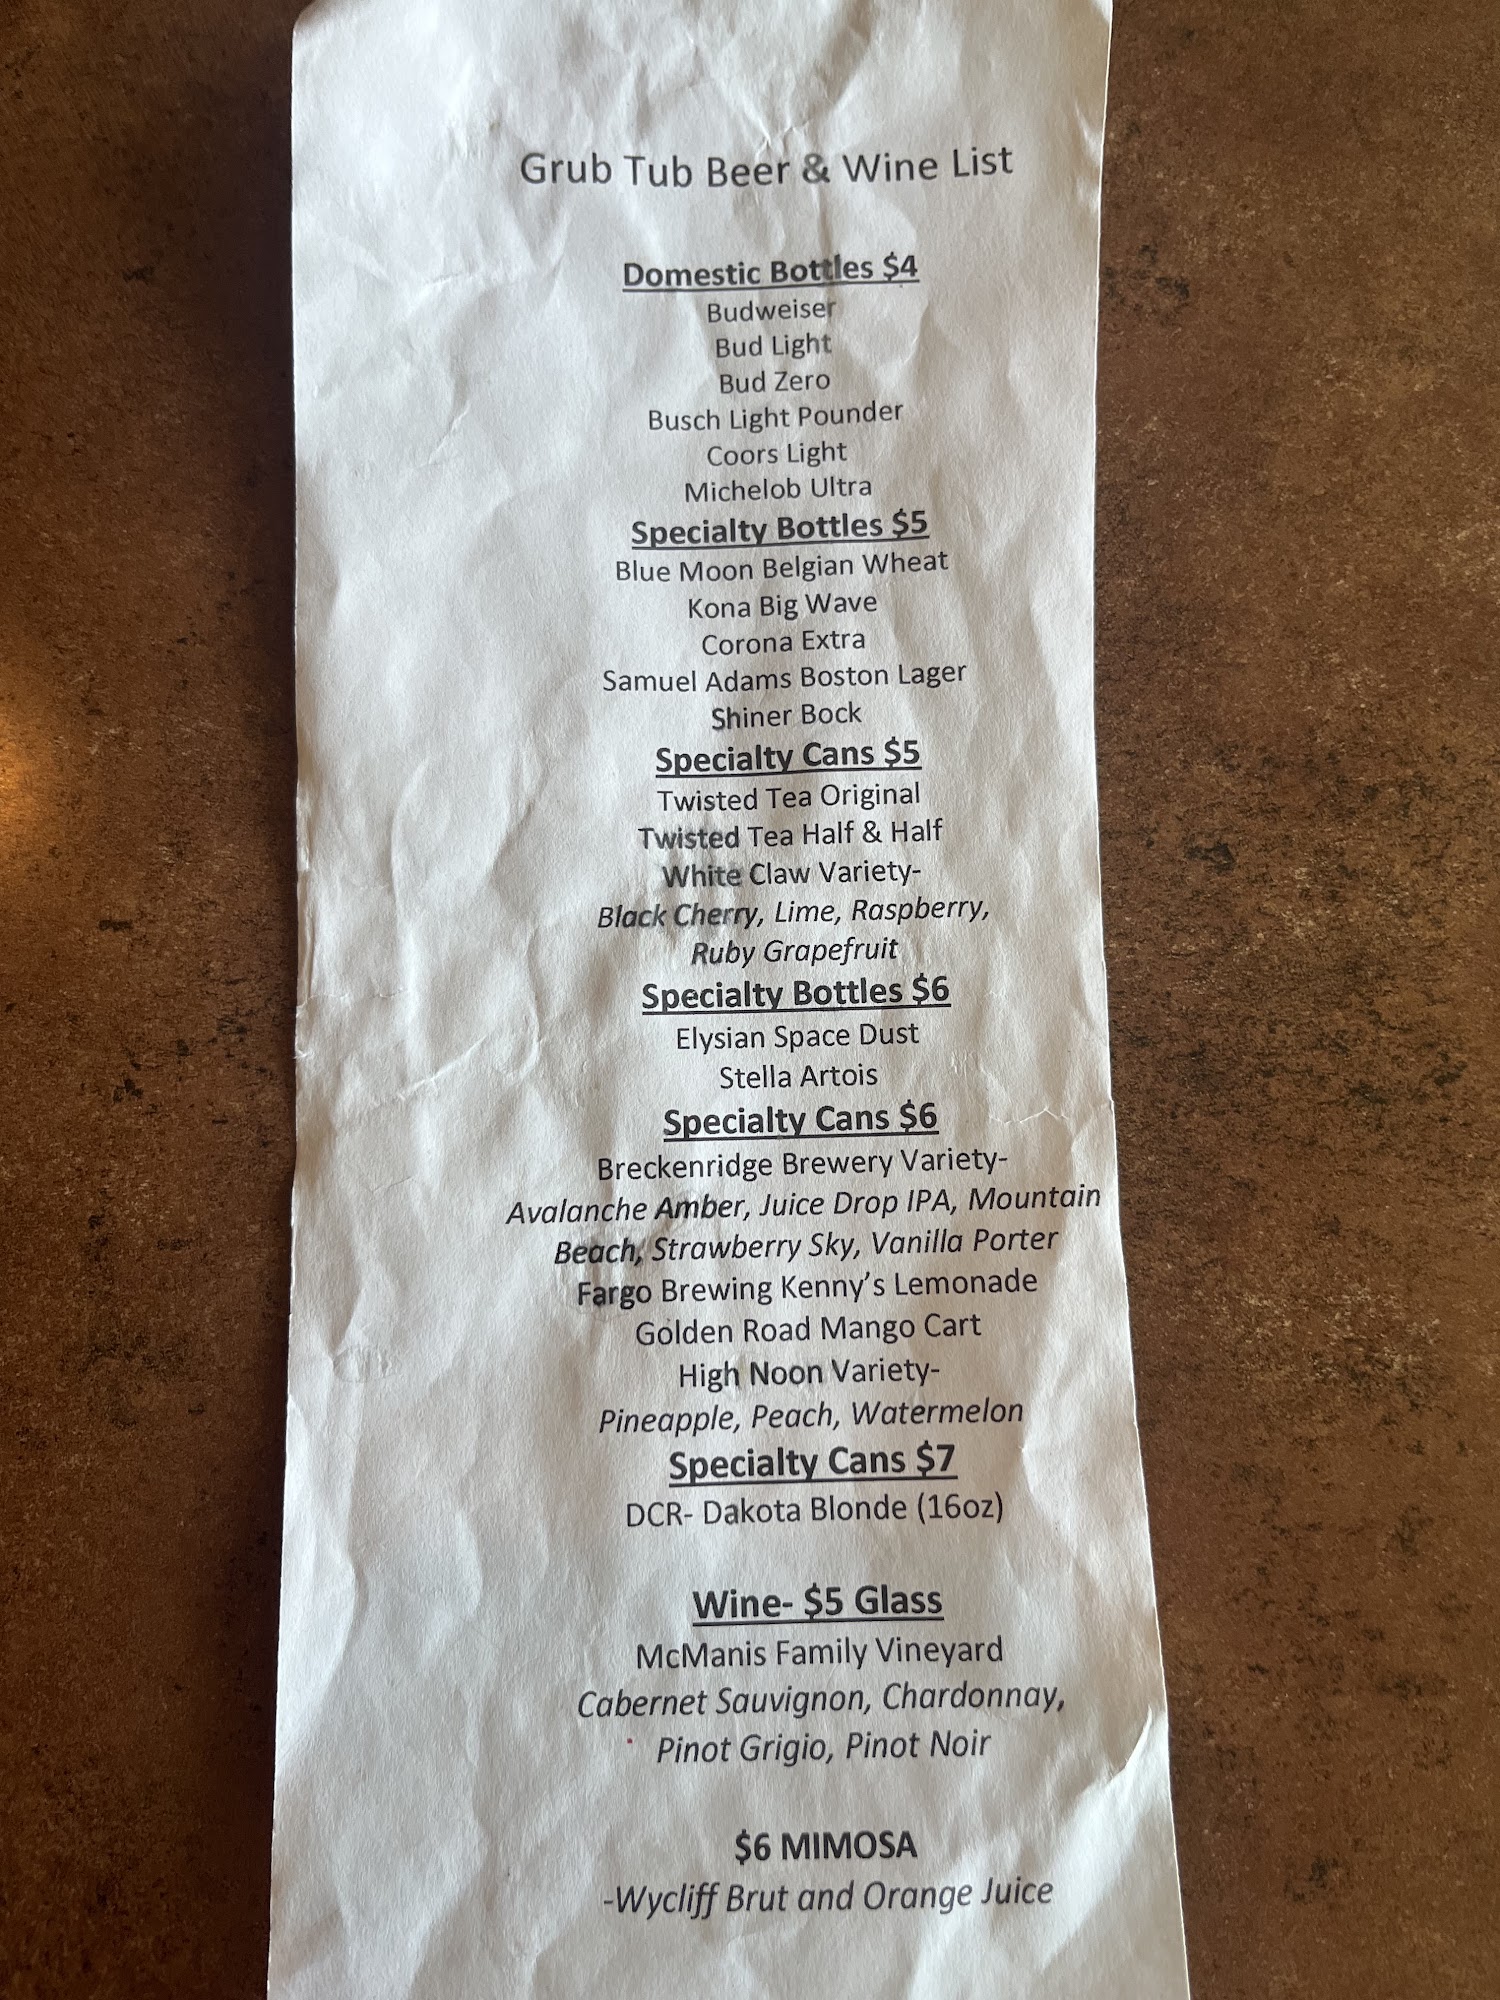 Grub Tub Beer & Wine List
Domestic Bottles $4
Budweiser
Bud Light
Bud Zero
Busch Light Pounder
Coors Light
Michelob Ultra
Specialty Bottles $5
Blue Moon Belgian Wheat
Kona Big Wave
Corona Extra
Samuel Adams Boston Lager
Shiner Bock
Specialty Cans $5
Twisted Tea Original
Twisted Tea Half & Half
White Claw Variety-
Black Cherry, Lime, Raspberry,
Ruby Grapefruit
Specialty Bottles $6
Elysian Space Dust
Stella Artois
Specialty Cans $6
Breckenridge Brewery Variety-
Avalanche Amber, Juice Drop IPA, Mountain
Beach, Strawberry Sky, Vanilla Porter
Fargo Brewing Kenny's Lemonade
Golden Road Mango Cart
High Noon Variety-
Pineapple, Peach, Watermelon
Specialty Cans $7
DCR- Dakota Blonde (16oz)
Wine- $5 Glass
McManis Family Vineyard
Cabernet Sauvignon, Chardonnay,
Pinot Grigio, Pinot Noir
$6 MIMOSA
-Wycliff Brut and Orange Juice